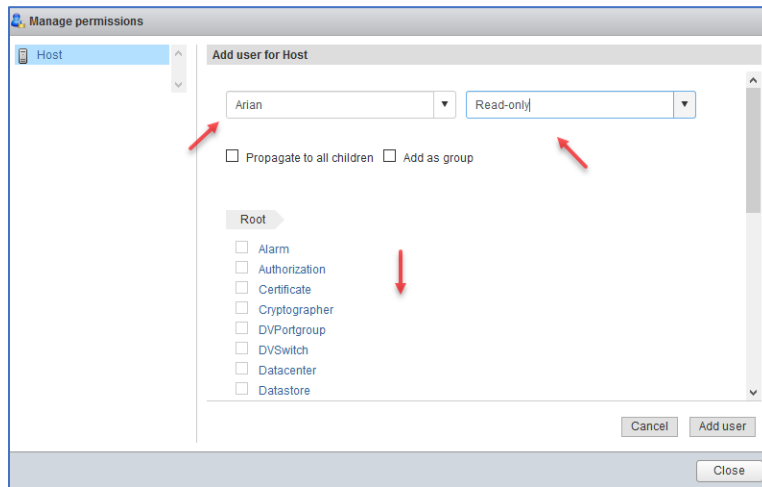 Manage permissions
Host
Add user for Host
Arian
Read-only
Propagate to all children
Add as group
Root
Alarm
Authorization
Certificate
Cryptographer
DVPortgroup
DVSwitch
Datacenter
Datastore
Cancel
Add user
Close